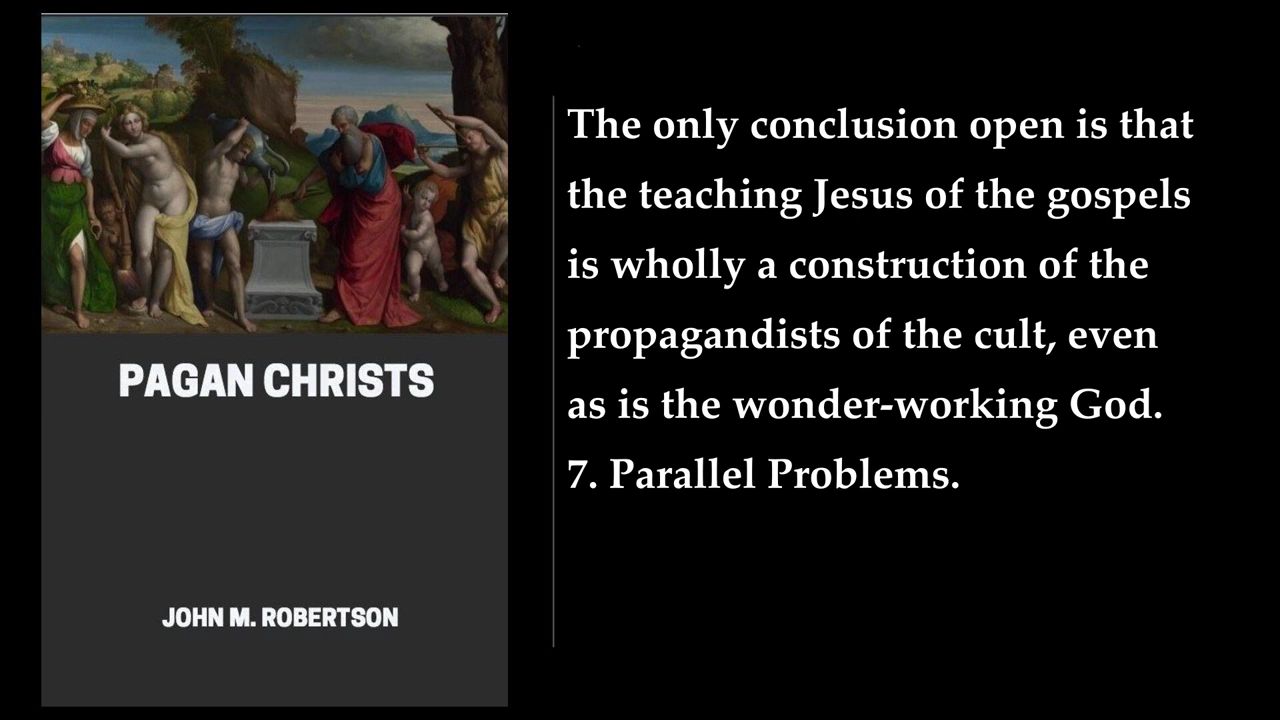 PAGAN CHRISTS
JOHN M. ROBERTSON
The only conclusion open is that
the teaching Jesus of the gospels
is wholly a construction of the
propagandists of the cult, even
as is the wonder-working God.
7. Parallel Problems.